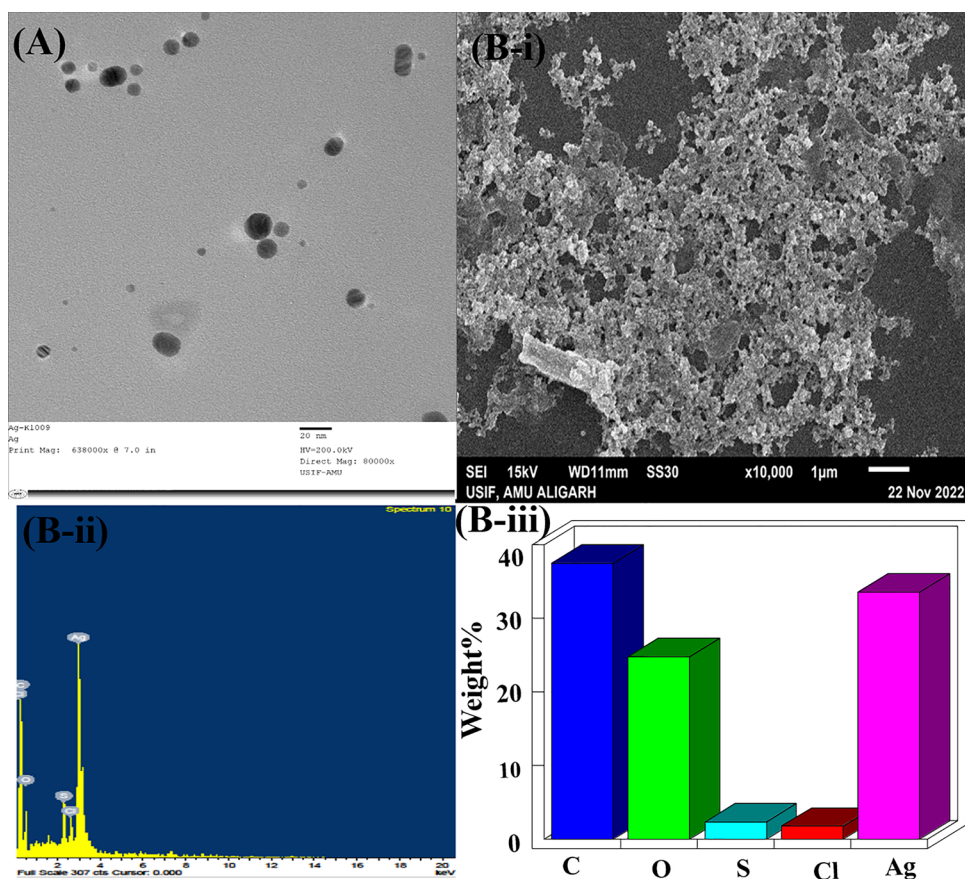 (A)
Ag-K1009
Ag
Print Mag: 638000x @ 7.0 in
20 nm
HV=200.0kV
Direct Mag: 80000x
USIF-AMU
(B-i)
SEI 15kV WD11mm SS30 x10,000 1µm
USIF, AMU ALIGARH 22 Nov 2022
(B-ii)
Spectrum 10
Ag
C
O
S
Cl
2 4 6 8 10 12 14 16 18 20
Full Scale 307 cts Cursor: 0.000 keV
(B-iii)
Weight%
40
30
20
10
0
C O S Cl Ag